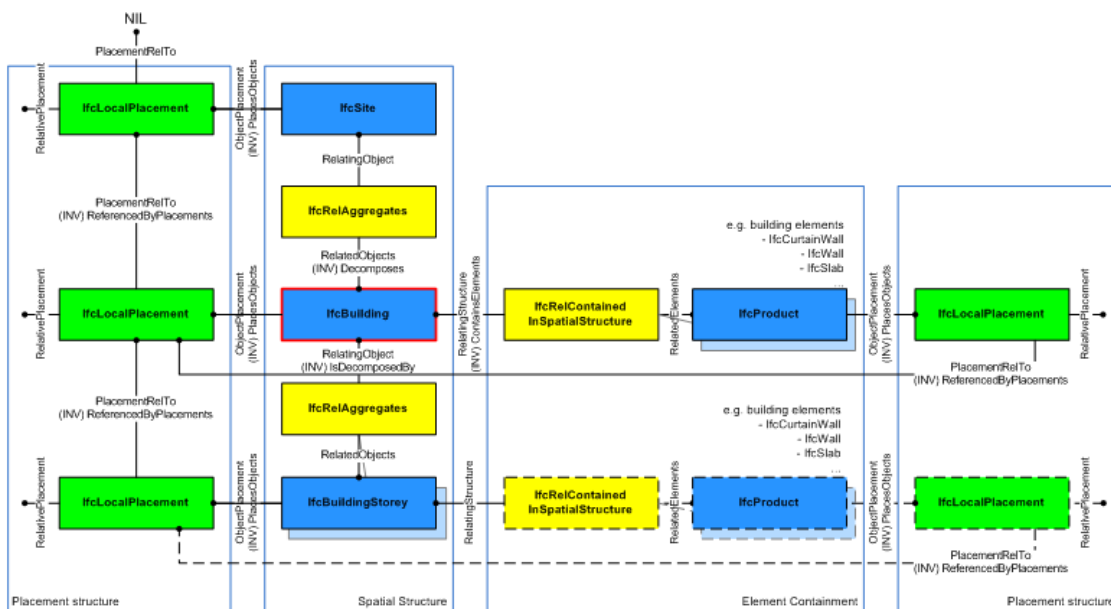 NIL
PlacementRelTo
RelativePlacement
IfcLocalPlacement
ObjectPlacement
(INV) PlacesObjects
IfcSite
RelatingObject
PlacementRelTo
(INV) ReferencedByPlacements
IfcRelAggregates
RelatedObjects
(INV) Decomposes
e.g. building elements
- IfcCurtainWall
- IfcWall
- IfcSlab
...
RelativePlacement
IfcLocalPlacement
ObjectPlacement
(INV) PlacesObjects
IfcBuilding
RelatingStructure
(INV) ContainsElements
IfcRelContained
InSpatialStructure
RelatedElements
IfcProduct
ObjectPlacement
(INV) PlacesObjects
IfcLocalPlacement
RelativePlacement
RelatingObject
(INV) IsDecomposedBy
PlacementRelTo
(INV) ReferencedByPlacements
PlacementRelTo
(INV) ReferencedByPlacements
IfcRelAggregates
RelatedObjects
e.g. building elements
- IfcCurtainWall
- IfcWall
- IfcSlab
...
RelativePlacement
IfcLocalPlacement
ObjectPlacement
(INV) PlacesObjects
IfcBuildingStorey
RelatingStructure
IfcRelContained
InSpatialStructure
RelatedElements
IfcProduct
ObjectPlacement
(INV) PlacesObjects
IfcLocalPlacement
RelativePlacement
PlacementRelTo
(INV) ReferencedByPlacements
Placement structure
Spatial Structure
Element Containment
Placement structure